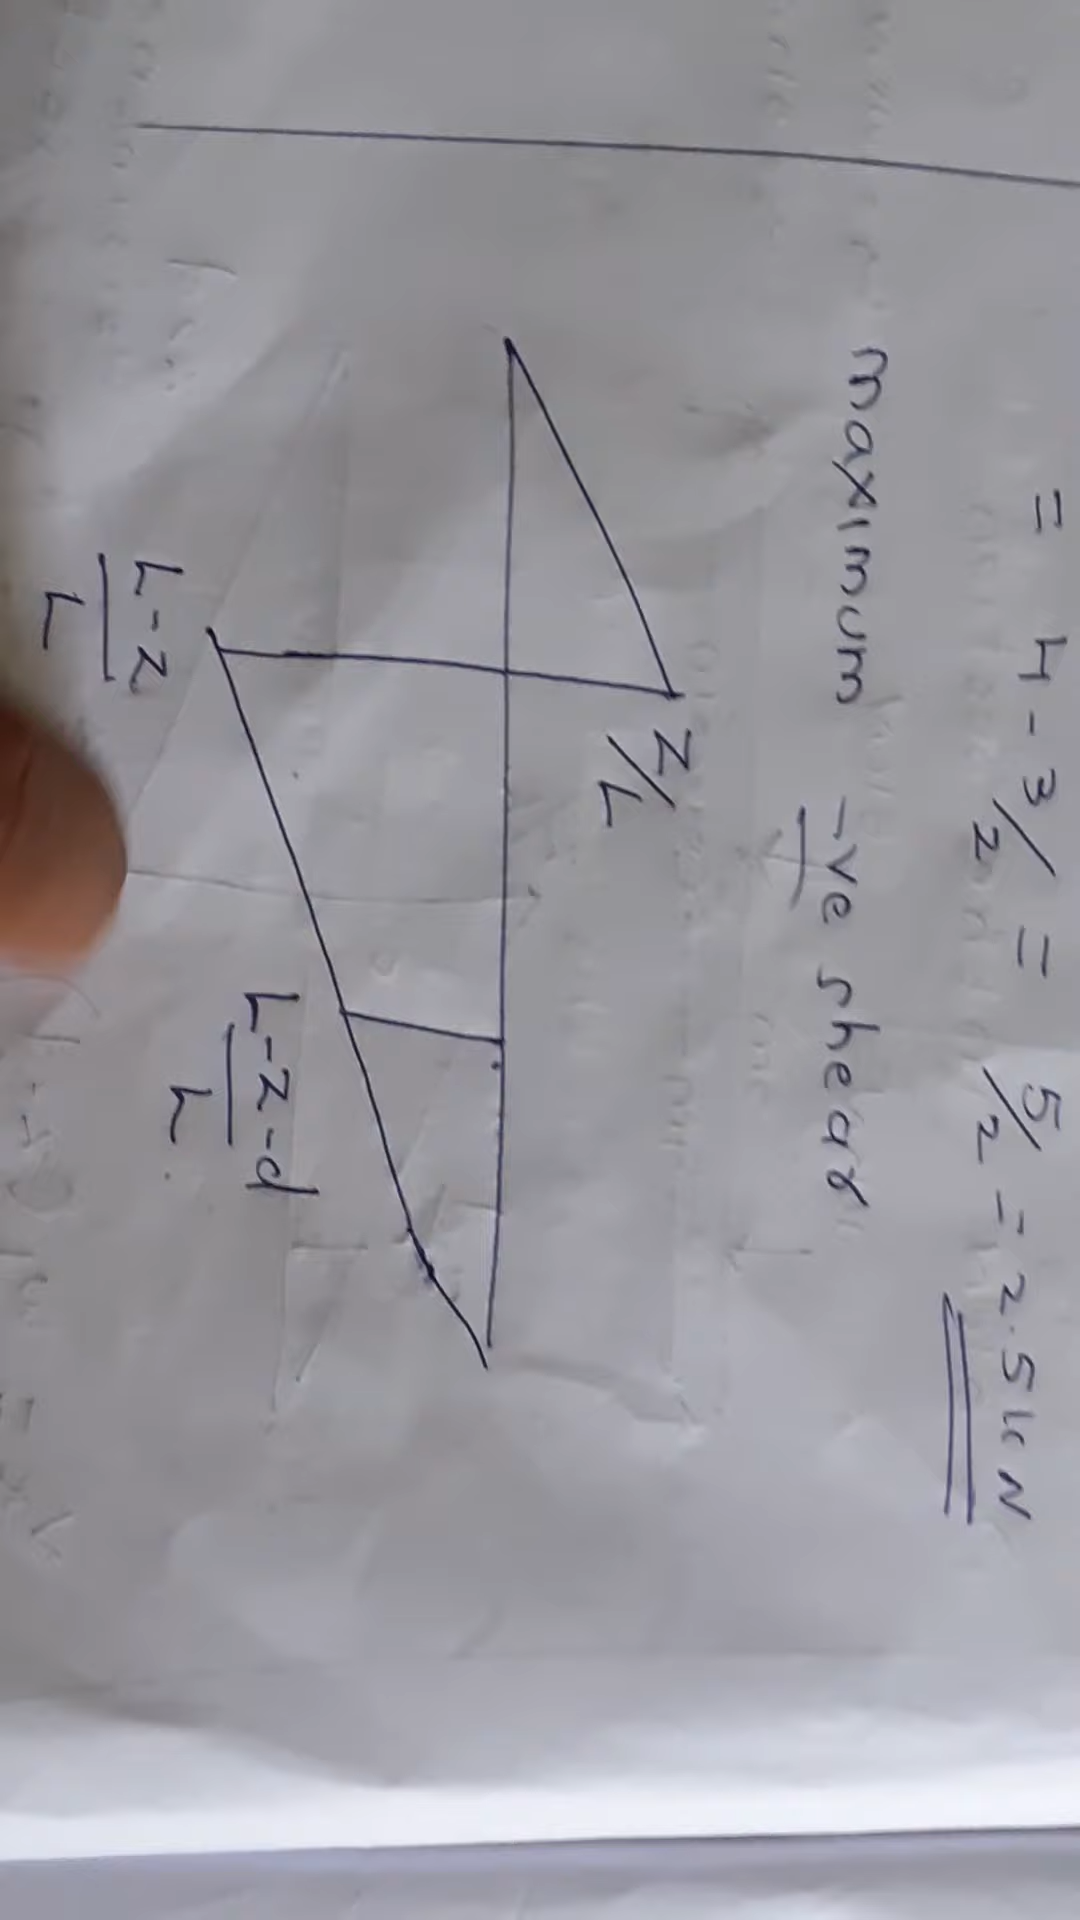 = 4 - 3/2 = 5/2 = 2.5 kN
maximum -ve shear
Z/L
L-Z-d/L
L-Z/L